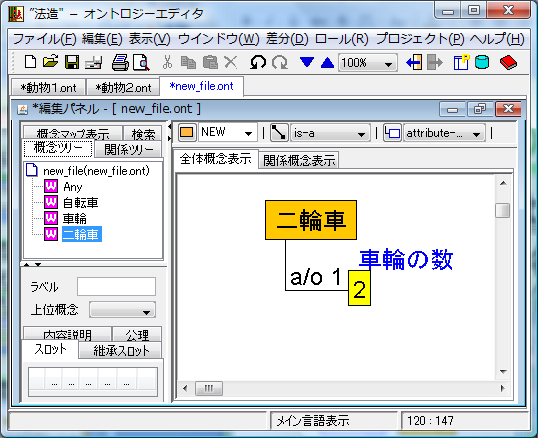 "法造" － オントロジーエディタ
ファイル(F) 編集(E) 表示(V) ウインドウ(W) 差分(D) ロール(R) プロジェクト(P) ヘルプ(H)
100%
*動物1.ont *動物2.ont *new_file.ont
*編集パネル - [ new_file.ont ]
概念マップ表示 検索
概念ツリー 関係ツリー
new_file(new_file.ont)
Any
自転車
車輪
二輪車
ラベル
上位概念
内容説明 公理
スロット 継承スロット
... ... ... ... ...
NEW is-a attribute-...
全体概念表示 関係概念表示
二輪車
車輪の数
a/o 1
2
メイン言語表示 120 : 147